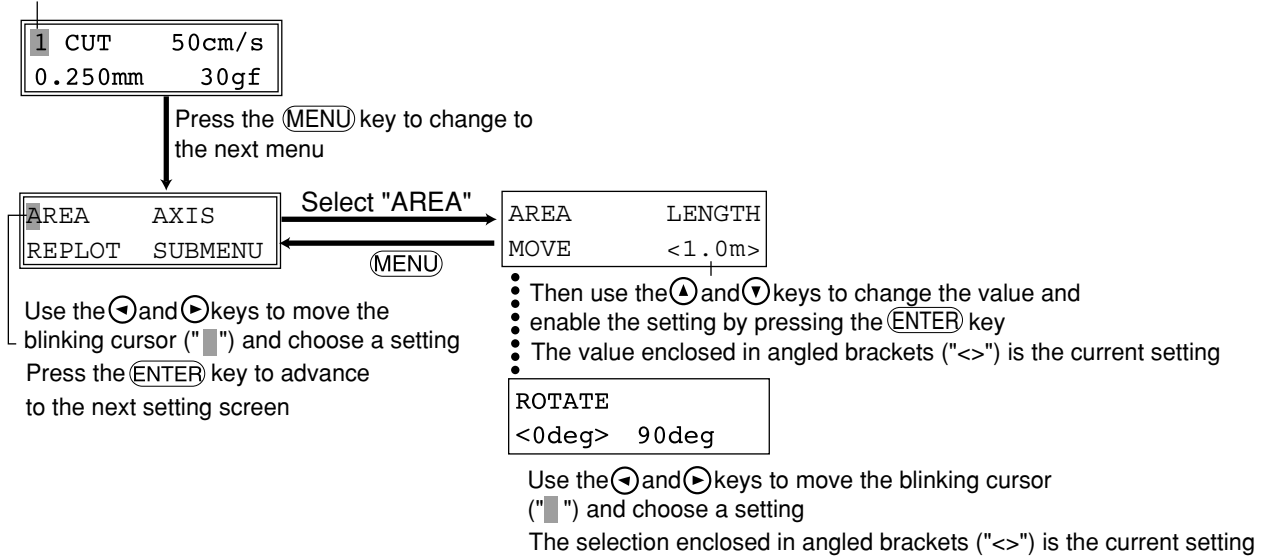 1 CUT 50cm/s
0.250mm 30gf
Press the MENU key to change to
the next menu
AREA AXIS
REPLOT SUBMENU
Select "AREA"
MENU
AREA LENGTH
MOVE <1.0m>
Use the ◄ and ► keys to move the
blinking cursor (" ") and choose a setting
Press the ENTER key to advance
to the next setting screen
Then use the ▲ and ▼ keys to change the value and
enable the setting by pressing the ENTER key
The value enclosed in angled brackets ("<>") is the current setting
ROTATE
<0deg> 90deg
Use the ◄ and ► keys to move the blinking cursor
(" ") and choose a setting
The selection enclosed in angled brackets ("<>") is the current setting